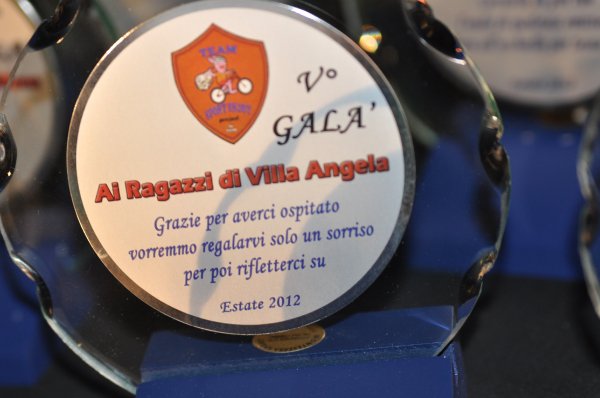 TEAM
V°
GALA'
Ai Ragazzi di Villa Angela
Grazie per averci ospitato
vorremmo regalarvi solo un sorriso
per poi rifletterci su
Estate 2012